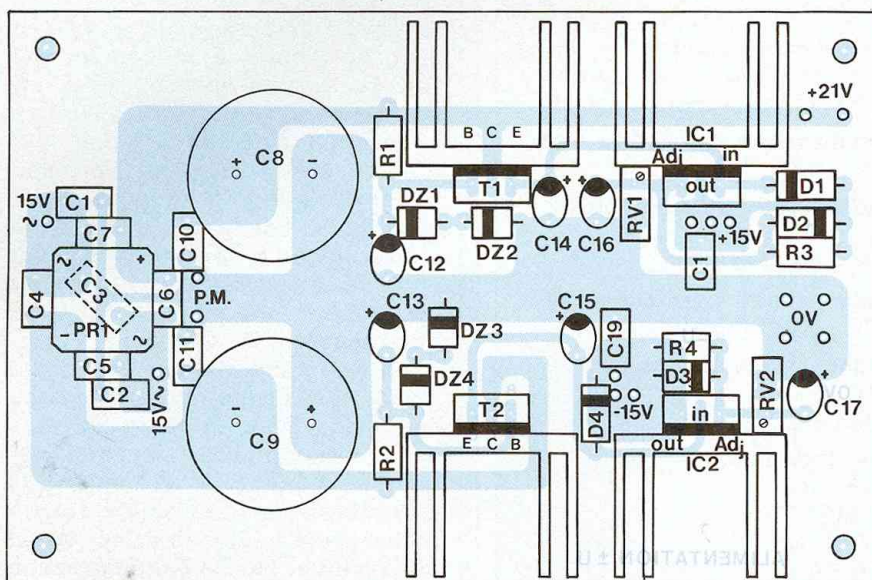 +21V
B C E
IC1
Adj in
R1
T1
out
D1
C8
+ -
RV1
15V
~
C1
DZ1
DZ2
C14
C16
D2
C7
C10
+15V
R3
C12
C1
~ +
C4
C3
C6
P.M.
C13
C15
0V
- PR1
C11
DZ3
C19
R4
~
C5
D3
C2
DZ4
RV2
15V~
T2
D4
-15V
in
C17
- +
C9
R2
E C B
out Adj
IC2
ALIMENTATION ± U